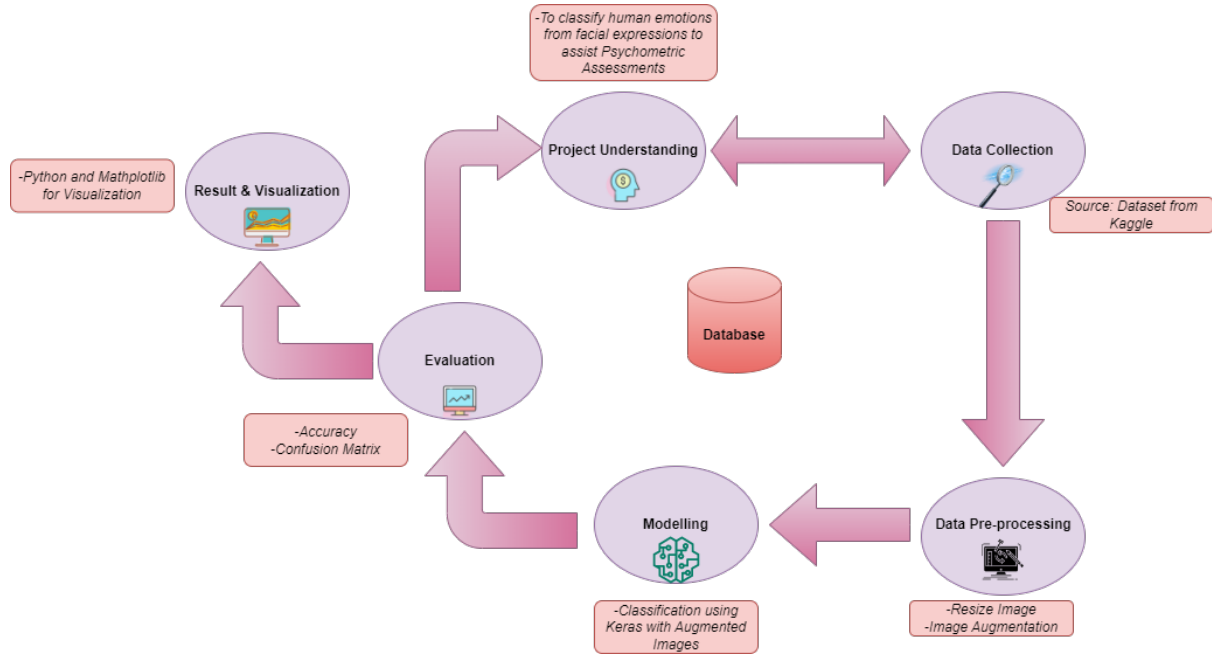 -To classify human emotions
from facial expressions to
assist Psychometric
Assessments
Project Understanding
Data Collection
Source: Dataset from
Kaggle
-Python and Mathplotlib
for Visualization
Result & Visualization
Database
Evaluation
-Accuracy
-Confusion Matrix
Modelling
-Classification using
Keras with Augmented
Images
Data Pre-processing
-Resize Image
-Image Augmentation